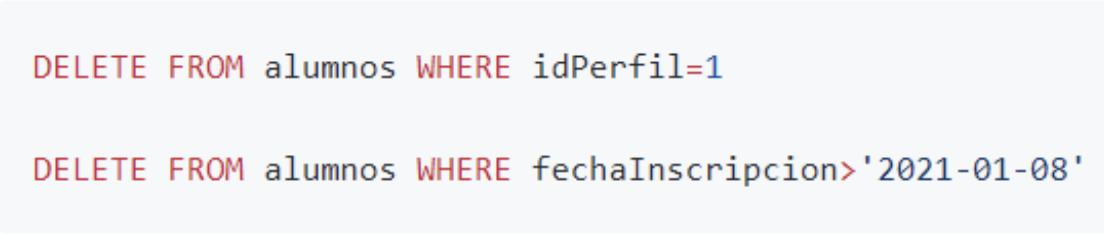 DELETE FROM alumnos WHERE idPerfil=1
DELETE FROM alumnos WHERE fechaInscripcion>'2021-01-08'